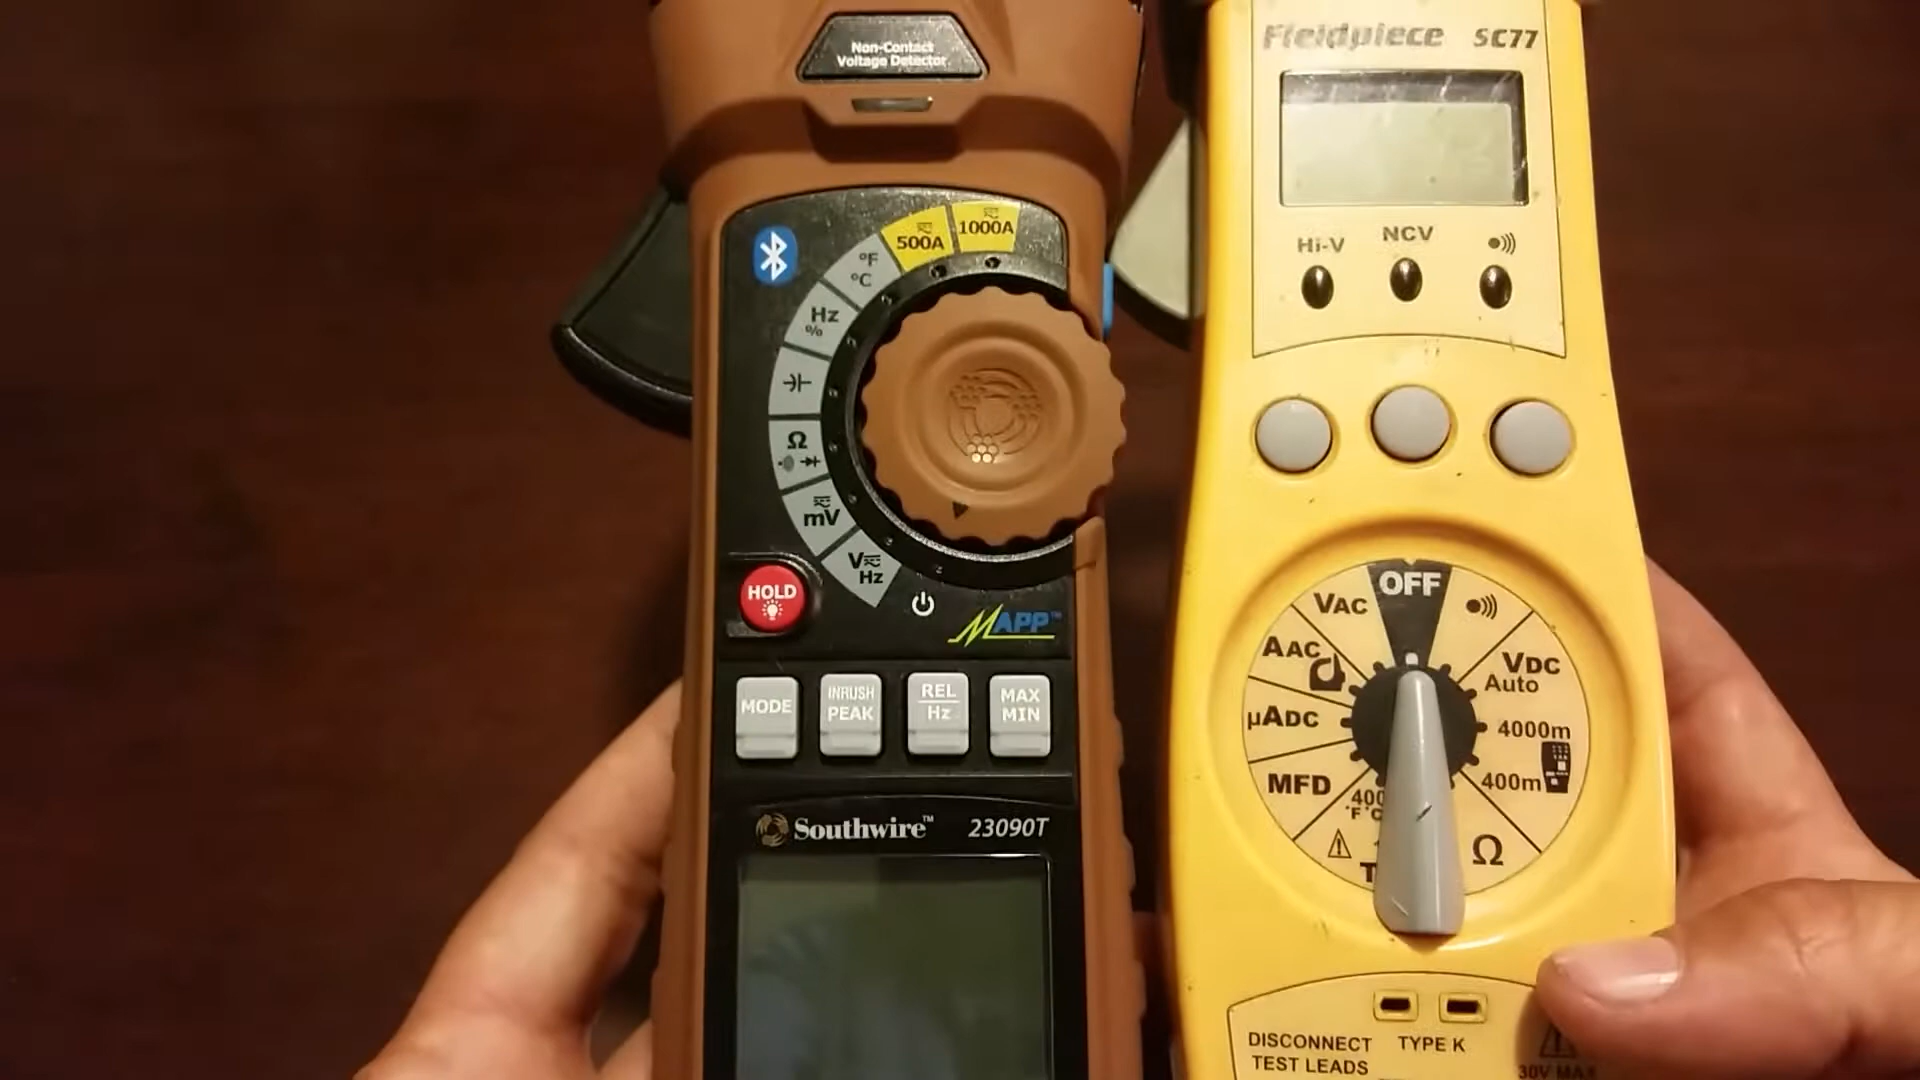 Non-Contact
Voltage Detector
500A
1000A
°F
°C
Hz
%
Ω
mV
V
Hz
HOLD
MAPP™
MODE
INRUSH
PEAK
REL
Hz
MAX
MIN
Southwire™ 23090T
Fieldpiece SC77
Hi-V
NCV
OFF
VAC
AAC
µADC
MFD
400
°F°C
T
VDC
Auto
4000m
400m
Ω
DISCONNECT
TEST LEADS
TYPE K
30V MAX